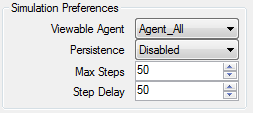 Simulation Preferences
Viewable Agent Agent_All
Persistence Disabled
Max Steps 50
Step Delay 50